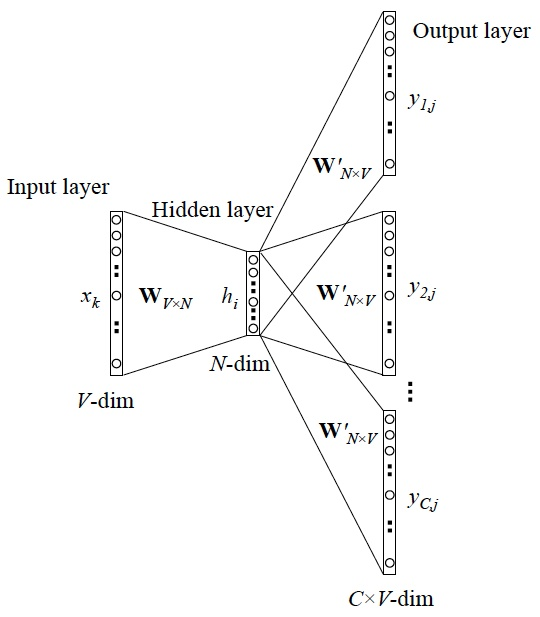 Output layer
y1,j
W'N×V
Input layer
Hidden layer
xk
WV×N
hi
W'N×V
y2,j
N-dim
V-dim
W'N×V
yC,j
C×V-dim